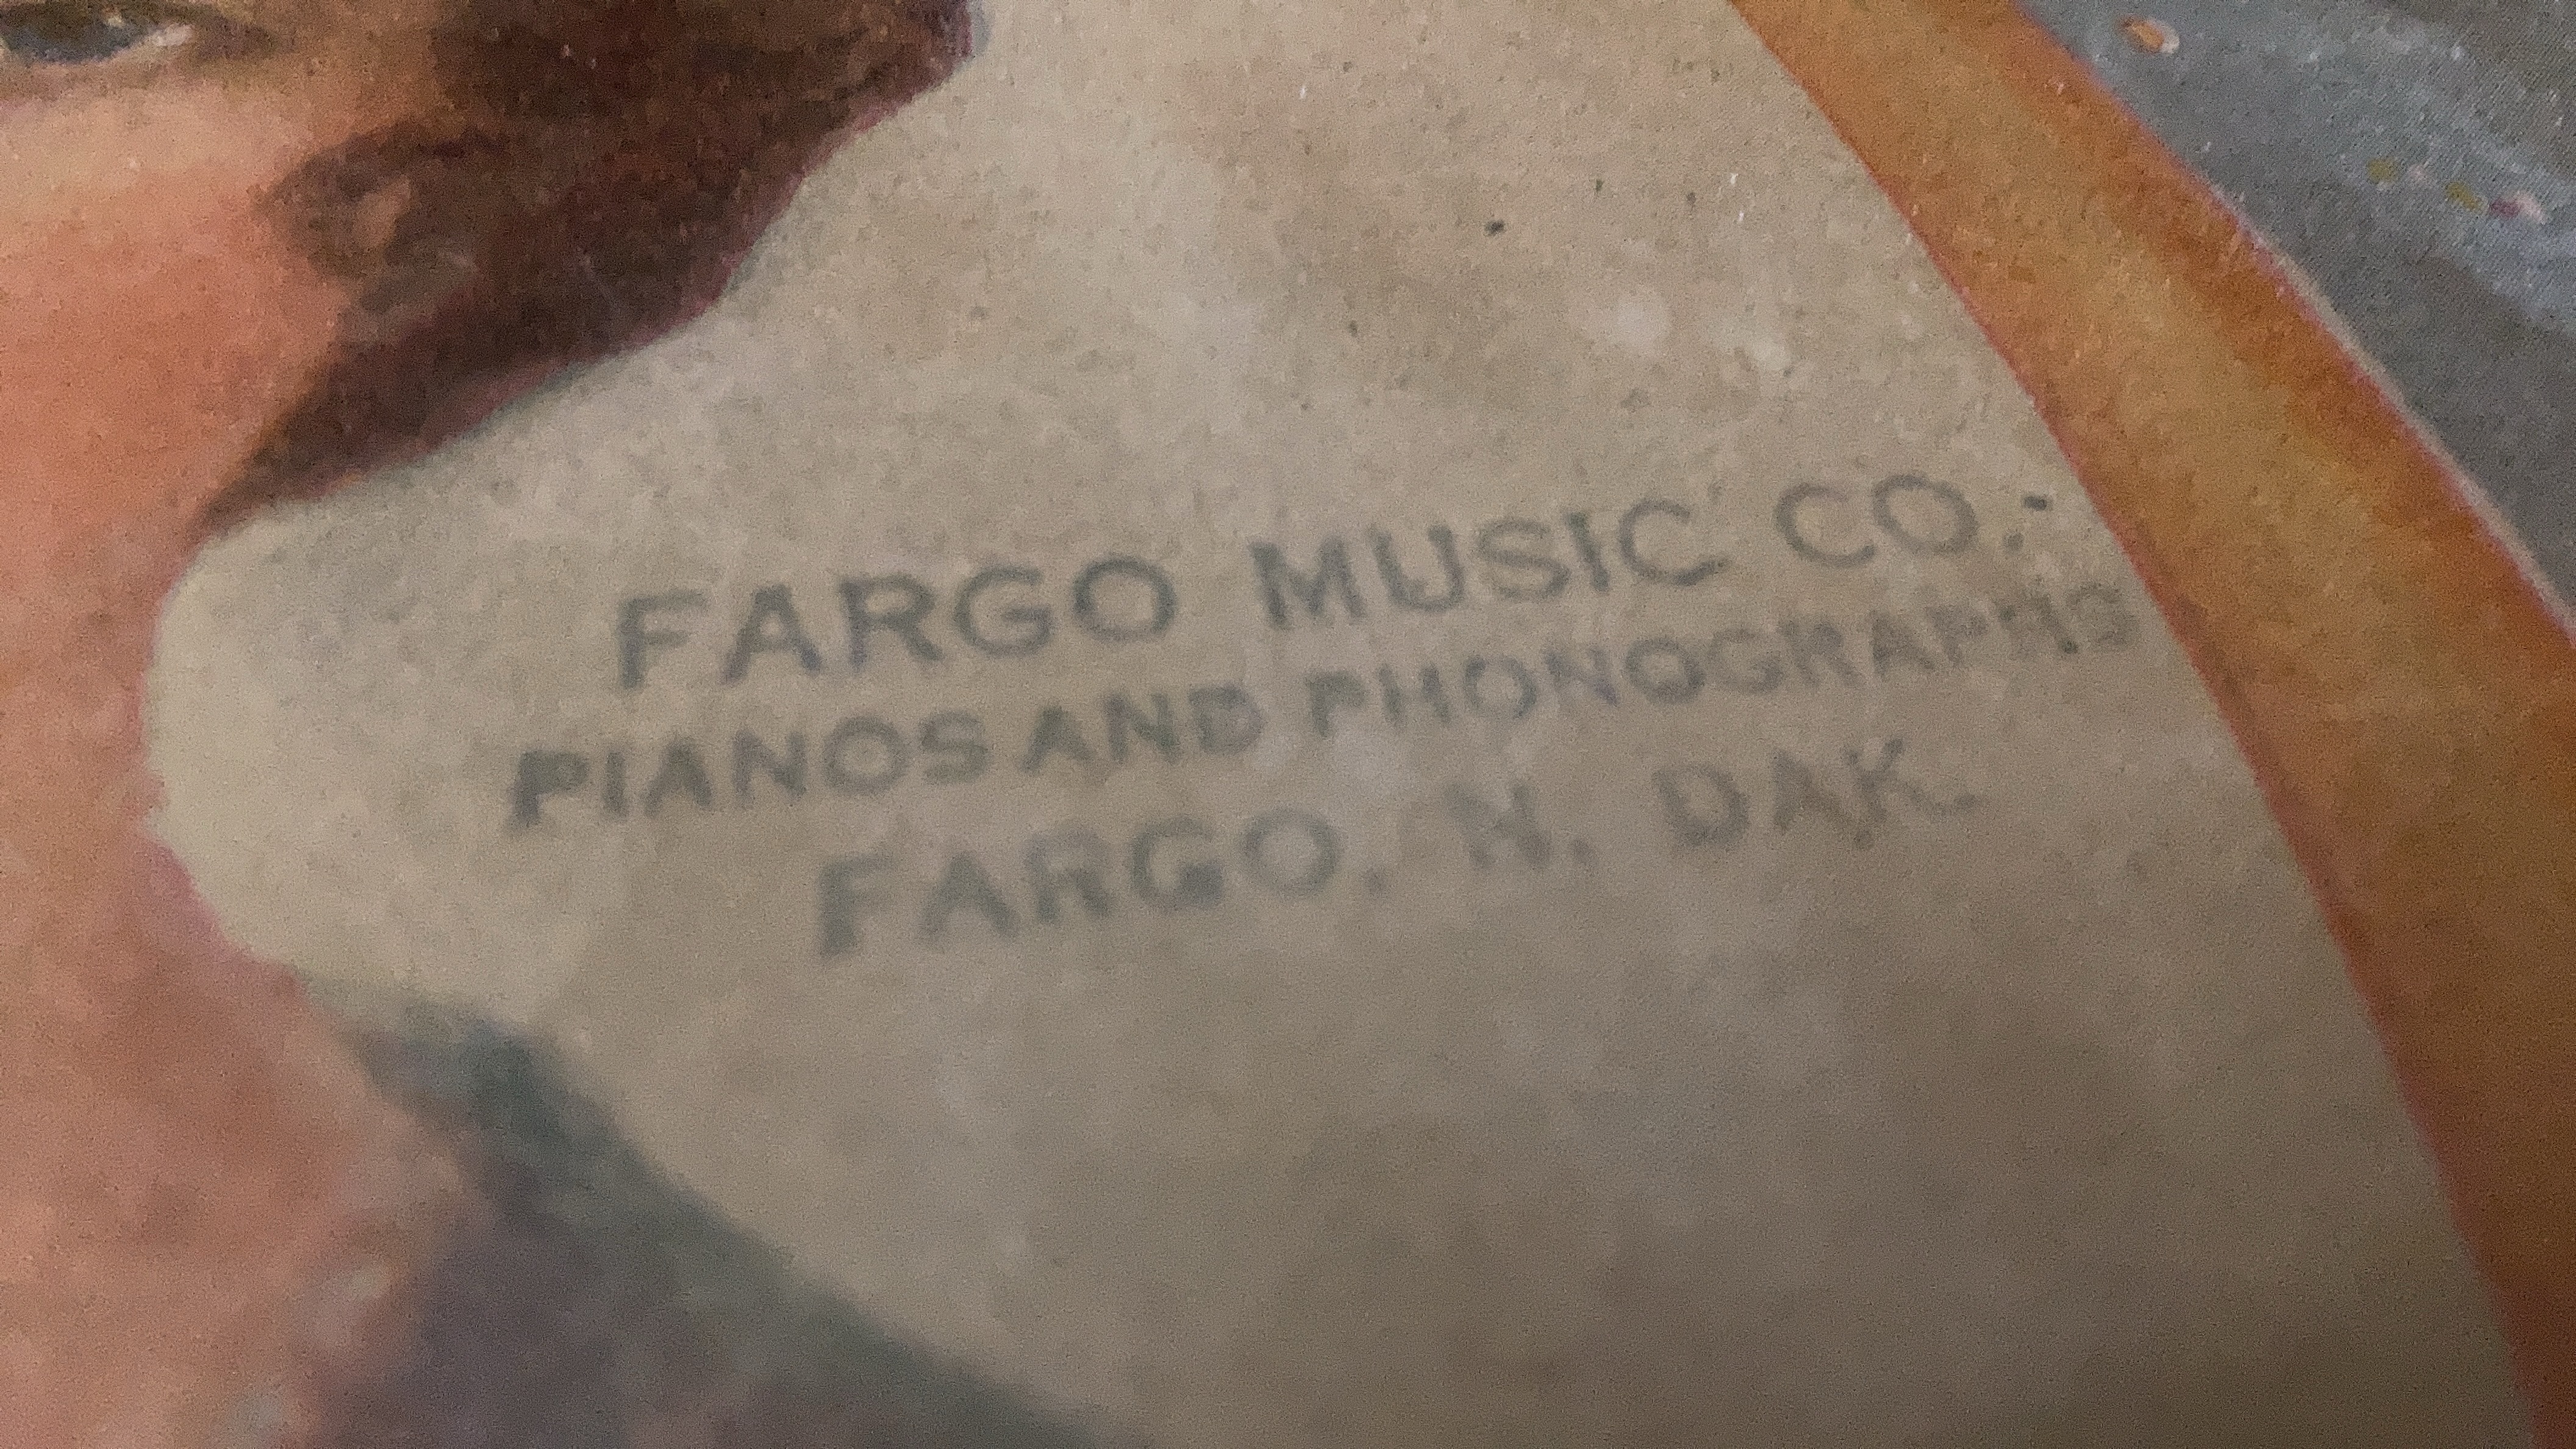 FARGO MUSIC CO.-
PIANOS AND PHONOGRAPHS
FARGO, N. DAK.